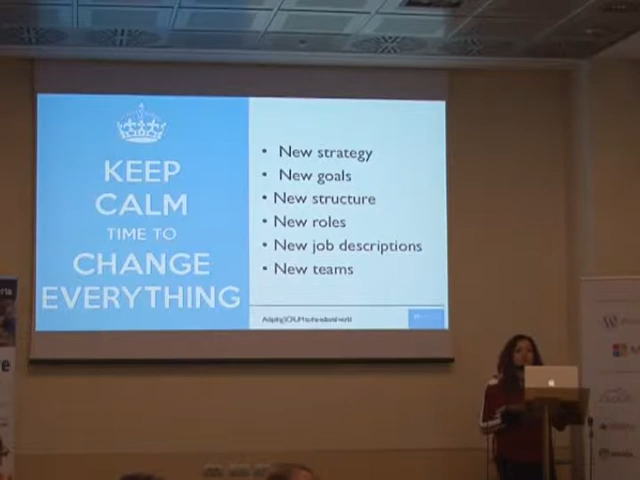 KEEP
CALM
TIME TO
CHANGE
EVERYTHING
• New strategy
• New goals
• New structure
• New roles
• New job descriptions
• New teams